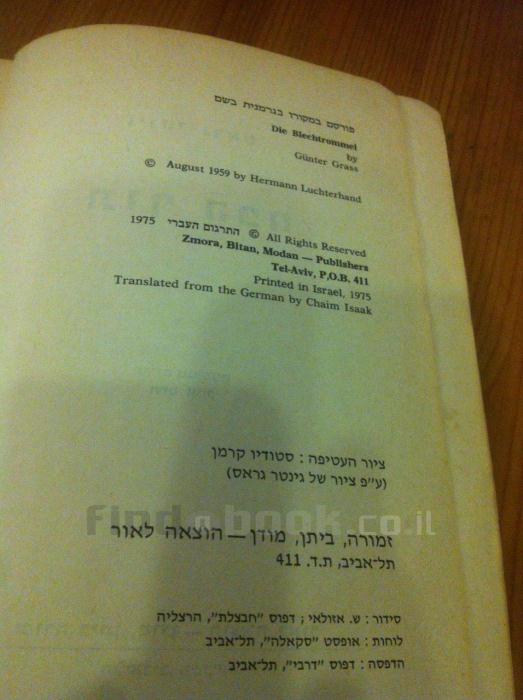 פורסם במקורו בגרמנית בשם
Die Blechtrommel
by
Günter Grass
© August 1959 by Hermann Luchterhand
1975 התרגום העברי © All Rights Reserved
Zmora, Bitan, Modan — Publishers
Tel-Aviv, P.O.B. 411
Printed in Israel, 1975
Translated from the German by Chaim Isaak
ציור העטיפה : סטודיו קרמן
(ע״פ ציור של גינטר גראס)
findabook.co.il
זמורה, ביתן, מודן — הוצאה לאור
תל־אביב, ת.ד. 411
סידור : ש. אזולאי ; דפוס ״חבצלת״, הרצליה
לוחות : אופסט ״סקאלה״, תל־אביב
הדפסה : דפוס ״דרבי״, תל־אביב